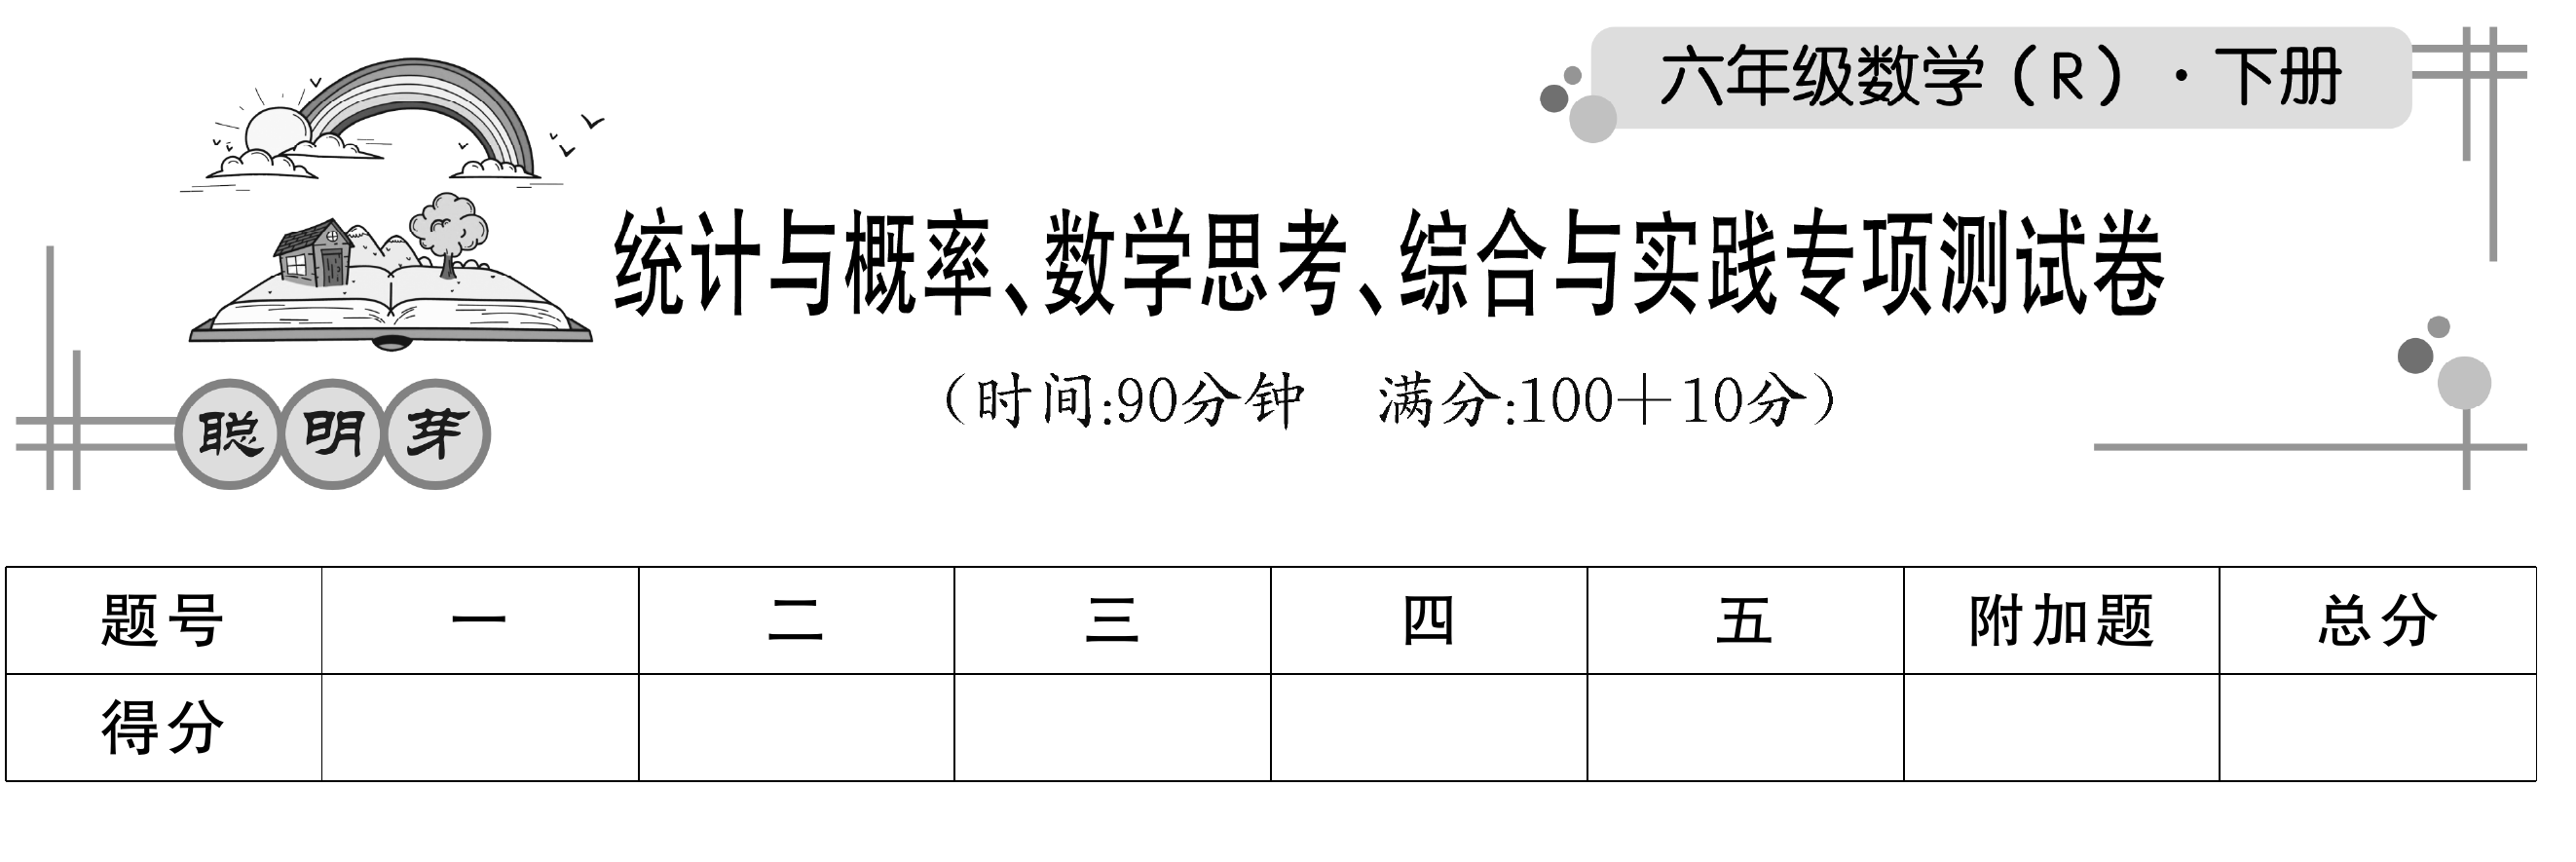 六年级数学(R)·下册
统计与概率、数学思考、综合与实践专项测试卷
(时间:90分钟 满分:100+10分)
聪明芽
题号 一 二 三 四 五 附加题 总分
得分